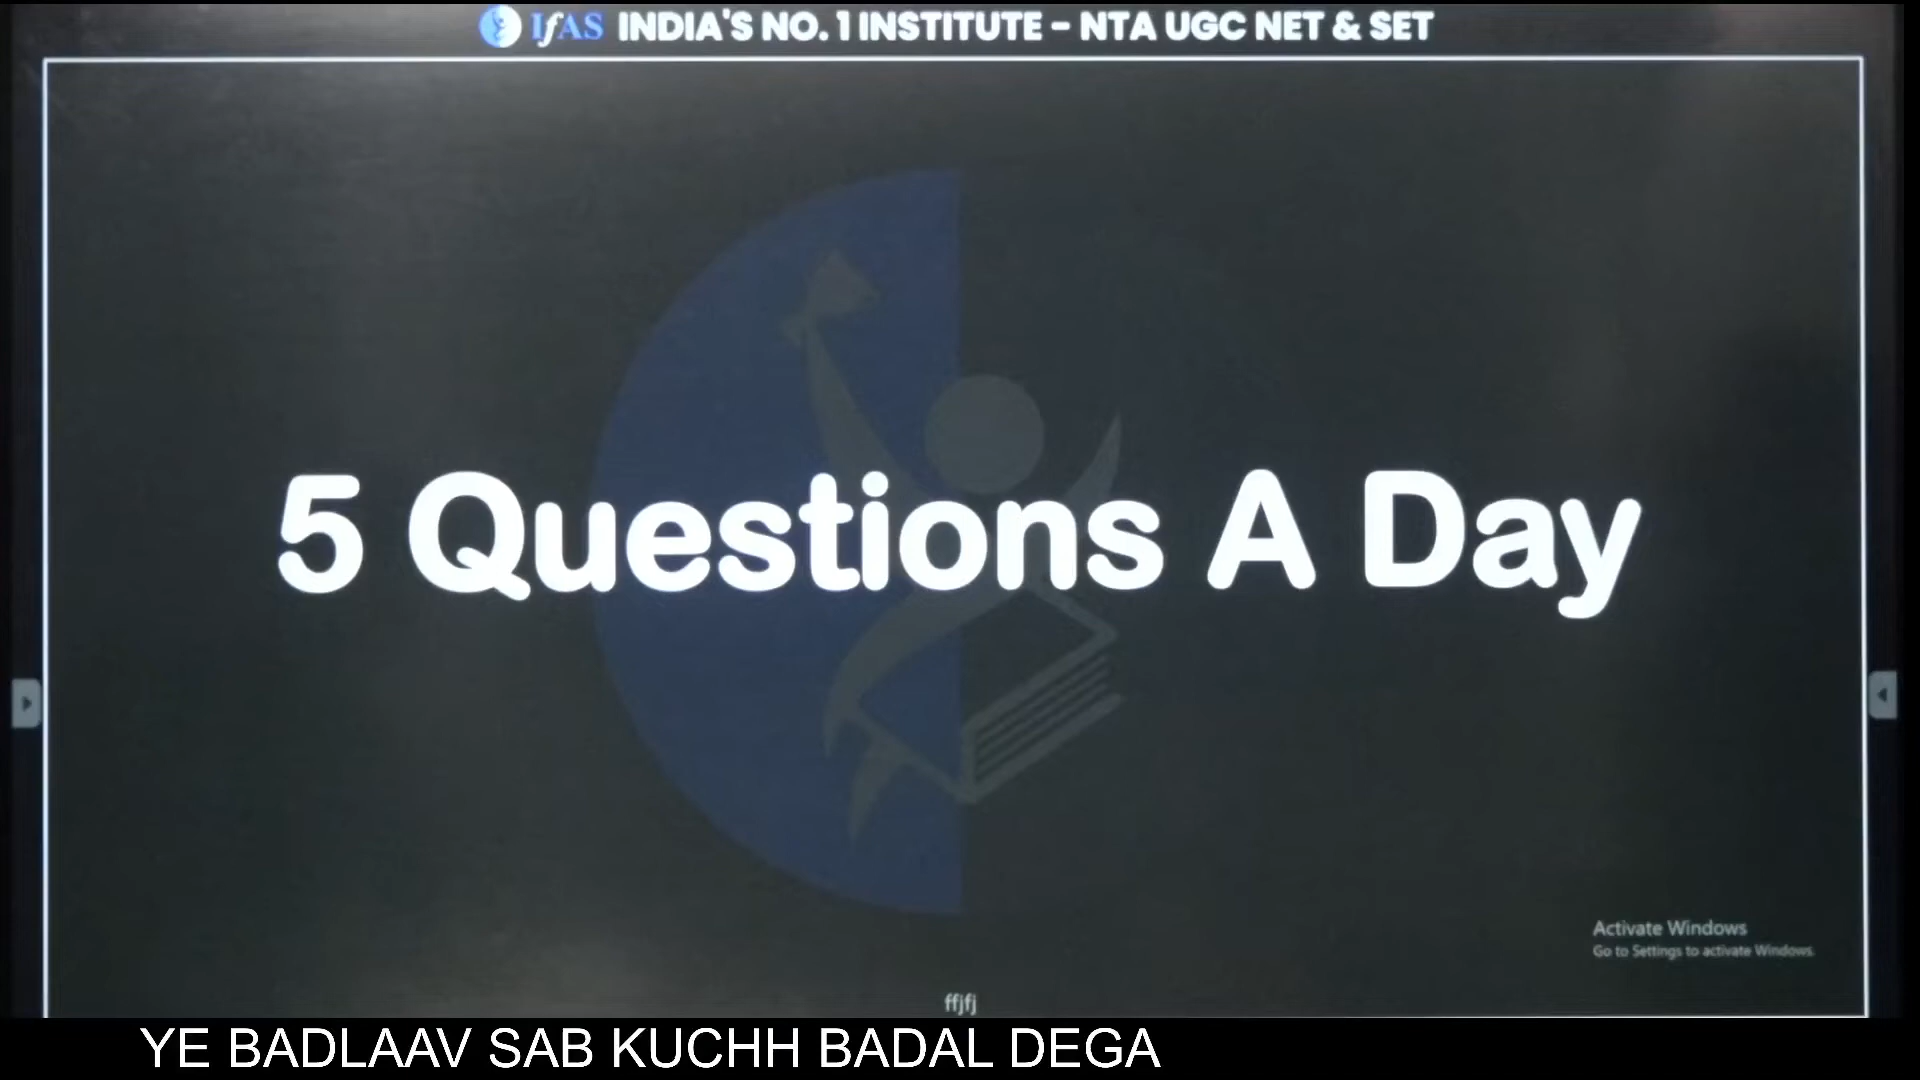 IfAS INDIA'S NO. 1 INSTITUTE - NTA UGC NET & SET
5 Questions A Day
Activate Windows
Go to Settings to activate Windows.
ffjfj
YE BADLAAV SAB KUCHH BADAL DEGA